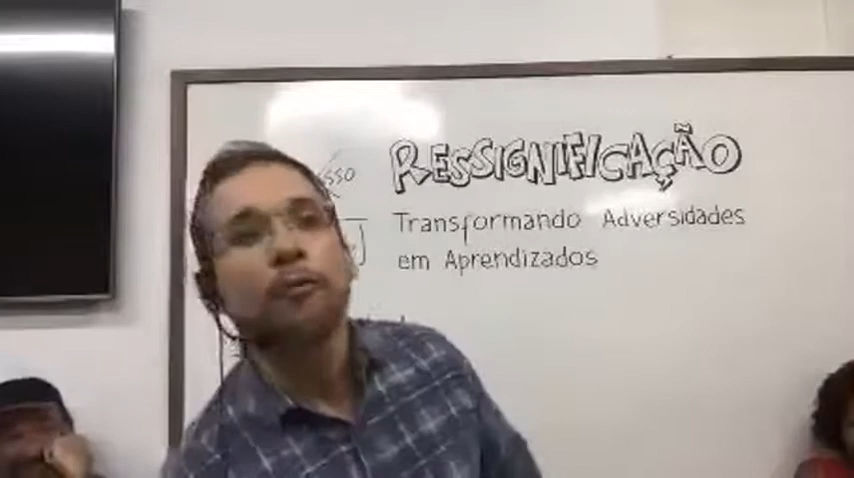 RESSIGNIFICAÇÃO
Transformando Adversidades
em Aprendizados